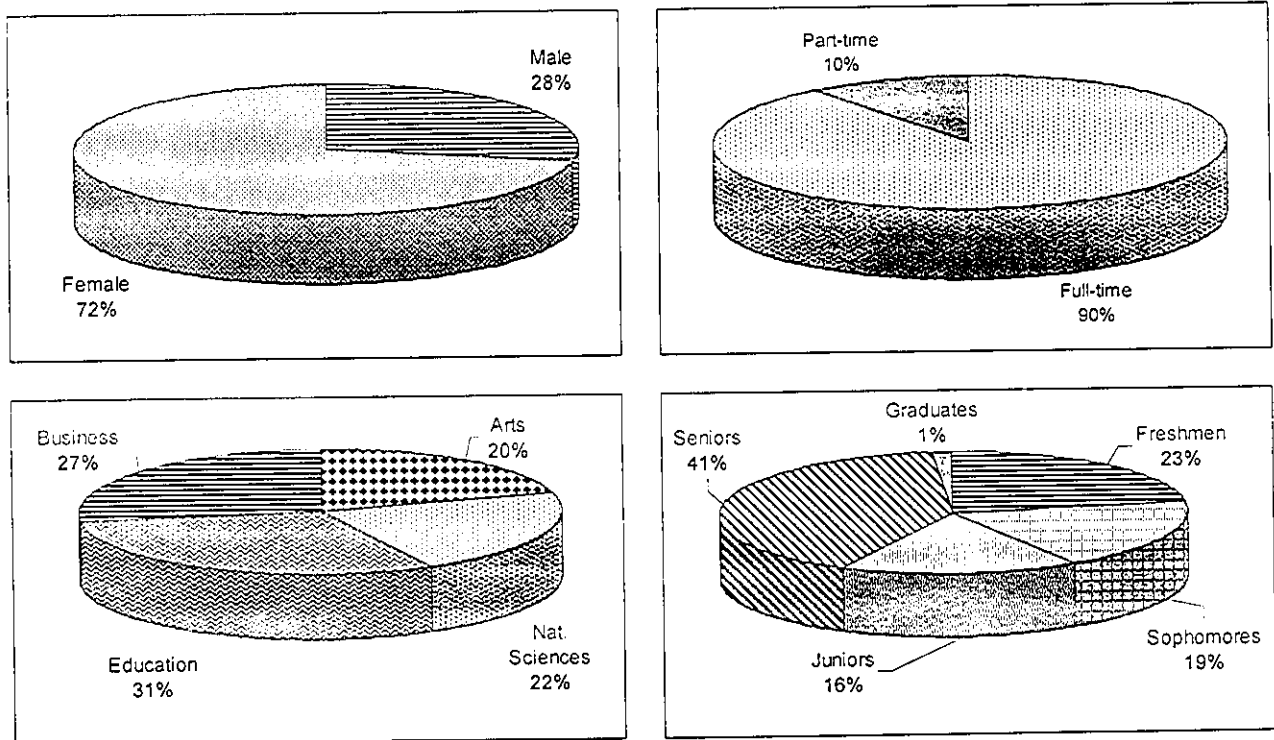 Male
28%
Female
72%
Part-time
10%
Full-time
90%
Business
27%
Arts
20%
Education
31%
Nat.
Sciences
22%
Graduates
1%
Seniors
41%
Freshmen
23%
Juniors
16%
Sophomores
19%